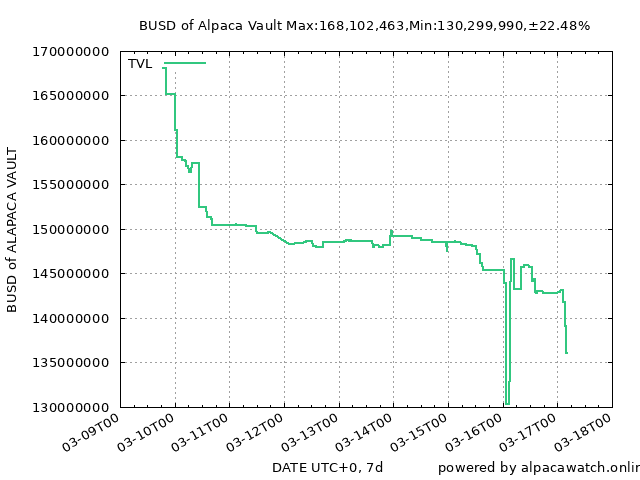 BUSD of Alpaca Vault Max:168,102,463,Min:130,299,990,±22.48%
170000000
TVL
165000000
160000000
155000000
150000000
145000000
140000000
135000000
130000000
BUSD of ALAPACA VAULT
03-09T00
03-10T00
03-11T00
03-12T00
03-13T00
03-14T00
03-15T00
03-16T00
03-17T00
03-18T00
DATE UTC+0, 7d
powered by alpacawatch.onlin